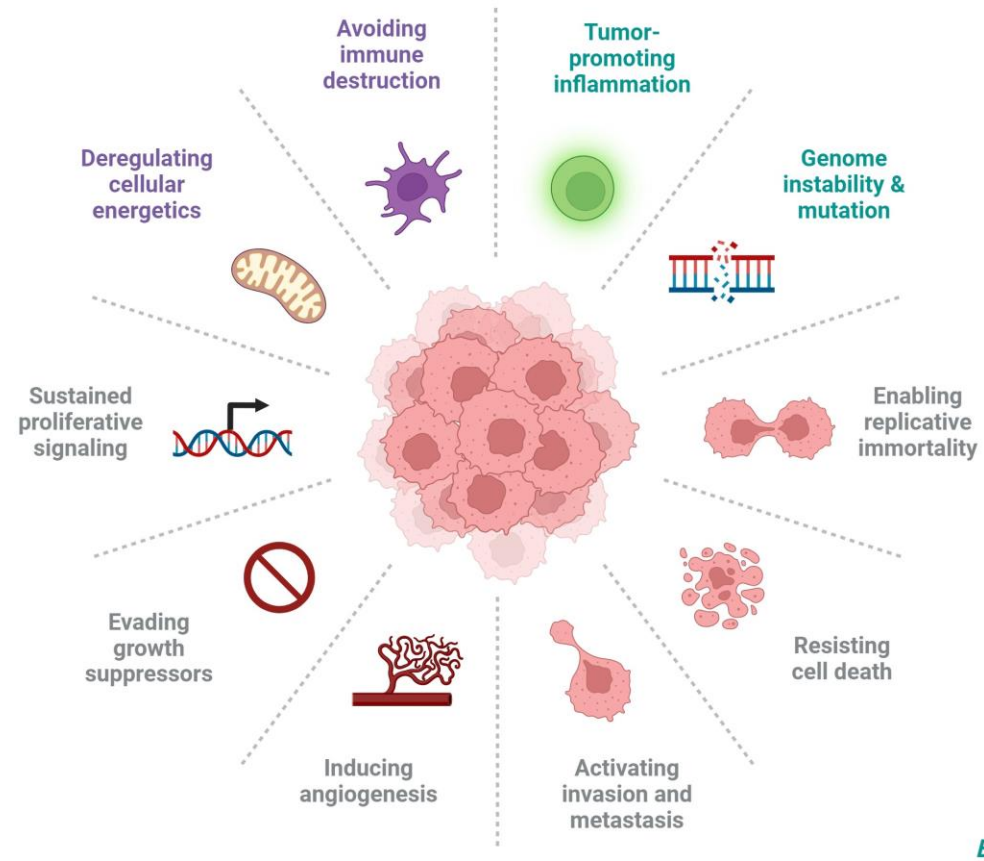 Avoiding
immune
destruction
Tumor-
promoting
inflammation
Deregulating
cellular
energetics
Genome
instability &
mutation
Sustained
proliferative
signaling
Enabling
replicative
immortality
Evading
growth
suppressors
Resisting
cell death
Inducing
angiogenesis
Activating
invasion and
metastasis